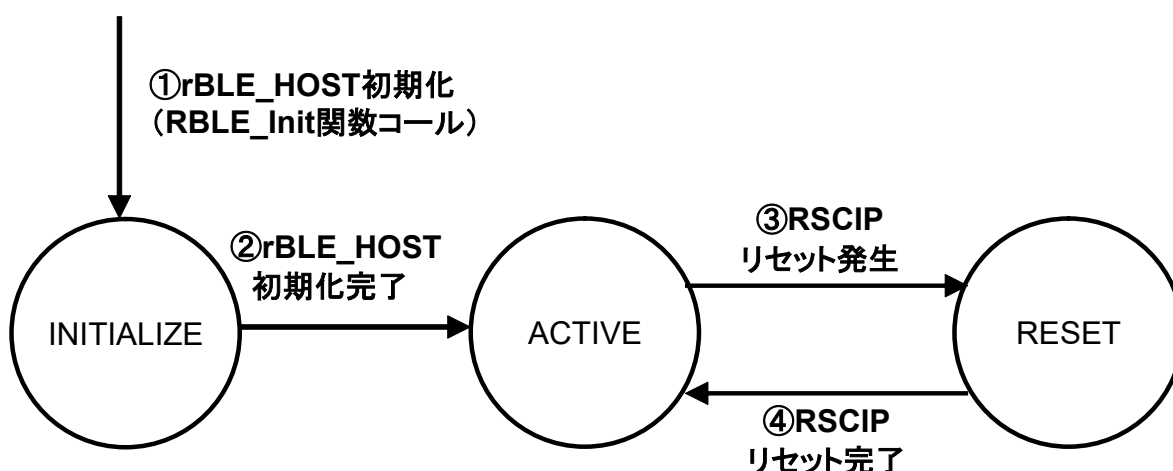 ①rBLE_HOST初期化
(RBLE_Init関数コール)
②rBLE_HOST
初期化完了
③RSCIP
リセット発生
INITIALIZE
ACTIVE
RESET
④RSCIP
リセット完了